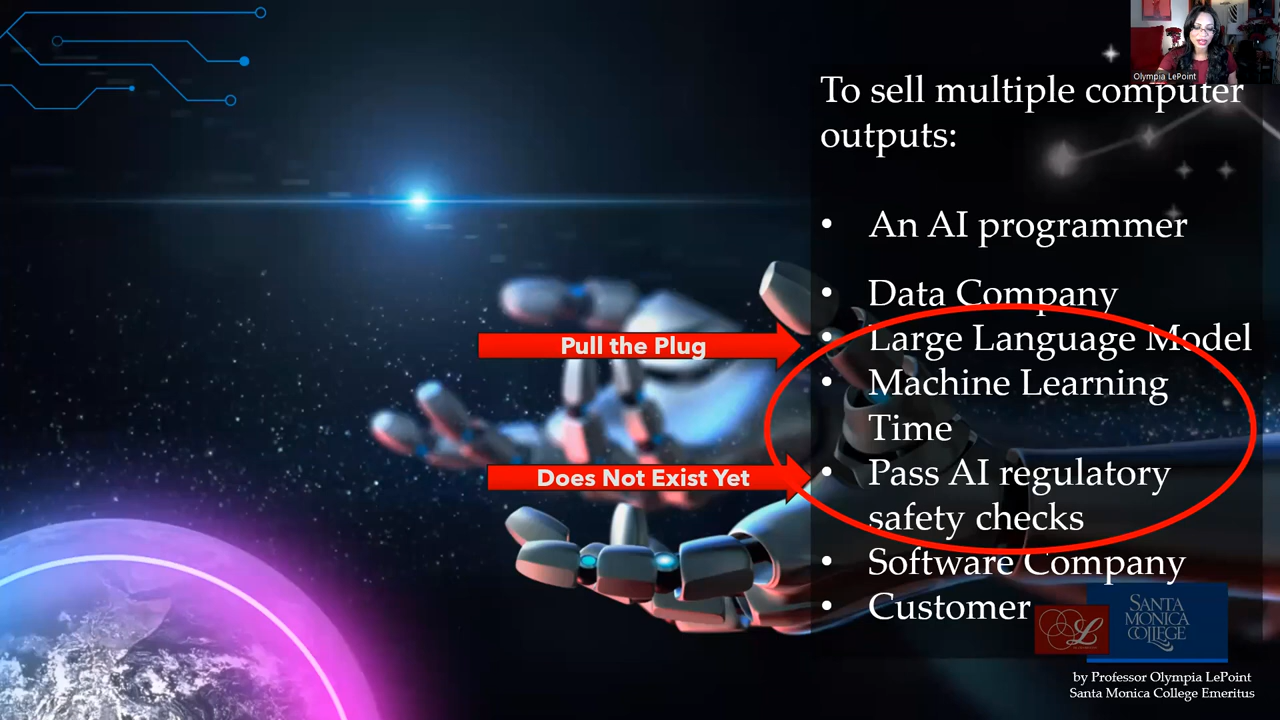 Olympia LePoint
To sell multiple computer
outputs:
• An AI programmer
• Data Company
• Large Language Model
• Machine Learning
Time
• Pass AI regulatory
safety checks
• Software Company
• Customer
Pull the Plug
Does Not Exist Yet
L
SANTA
MONICA
COLLEGE
by Professor Olympia LePoint
Santa Monica College Emeritus